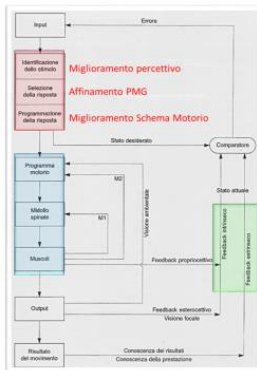 Input
Errore
Identificazione
dello stimolo
Miglioramento percettivo
Selezione
della risposta
Affinamento PMG
Programmazione
della risposta
Miglioramento Schema Motorio
Stato desiderato
Comparatore
Programma
motorio
M2
Visione ambientale
Stato attuale
Midollo
spinale
M1
Feedback intrinseco
Feedback estrinseco
Muscoli
Feedback propriocettivo
Output
Feedback esterocettivo
Visione focale
Risultato
del movimento
Conoscenza dei risultati
Conoscenza della prestazione